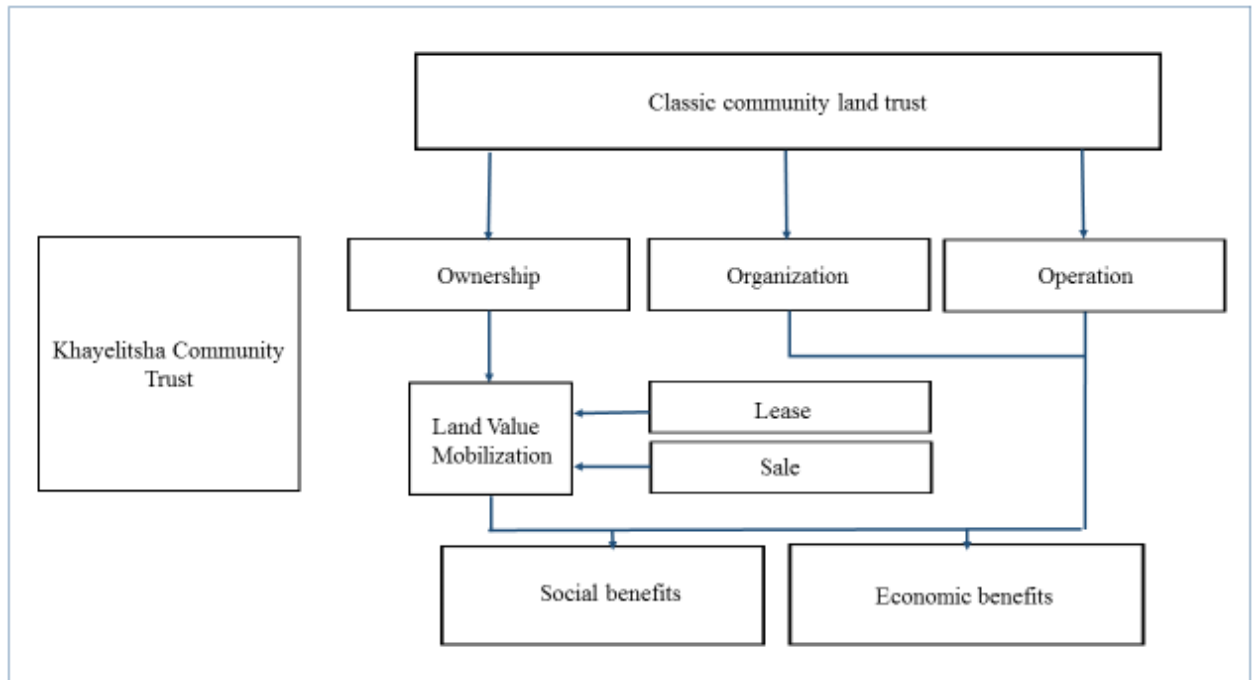 Classic community land trust
Ownership
Organization
Operation
Khayelitsha Community
Trust
Land Value
Mobilization
Lease
Sale
Social benefits
Economic benefits